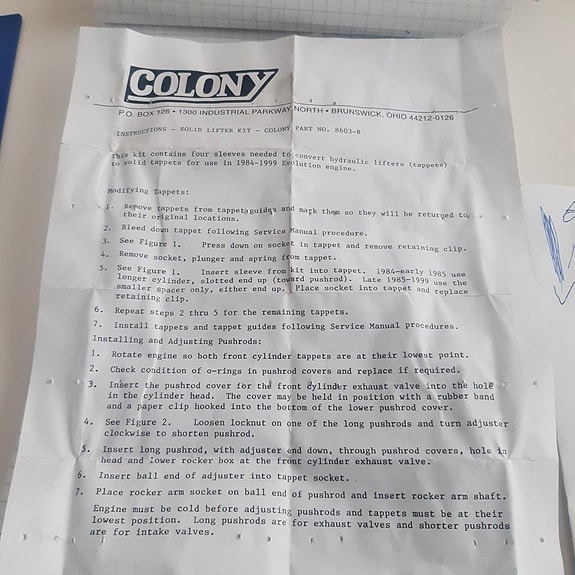 COLONY
P.O. BOX 126 • 1300 INDUSTRIAL PARKWAY NORTH • BRUNSWICK, OHIO 44212-0126
INSTRUCTIONS - SOLID LIFTER KIT - COLONY PART NO. 8603-8
This kit contains four sleeves needed to convert hydraulic lifters (tappets)
to solid tappets for use in 1984-1999 Evolution engine.
Modifying Tappets:
1. Remove tappets from tappet guides and mark them so they will be returned to
their original locations.
2. Bleed down tappet following Service Manual procedure.
3. See Figure 1. Press down on socket in tappet and remove retaining clip.
4. Remove socket, plunger and spring from tappet.
5. See Figure 1. Insert sleeve from kit into tappet. 1984-early 1985 use
longer cylinder, slotted end up (toward pushrod). Late 1985-1999 use the
smaller spacer only, either end up. Place socket into tappet and replace
retaining clip.
6. Repeat steps 2 thru 5 for the remaining tappets.
7. Install tappets and tappet guides following Service Manual procedures.
Installing and Adjusting Pushrods:
1. Rotate engine so both front cylinder tappets are at their lowest point.
2. Check condition of o-rings in pushrod covers and replace if required.
3. Insert the pushrod cover for the front cylinder exhaust valve into the hole
in the cylinder head. The cover may be held in position with a rubber band
and a paper clip hooked into the bottom of the lower pushrod cover.
4. See Figure 2. Loosen locknut on one of the long pushrods and turn adjuster
clockwise to shorten pushrod.
5. Insert long pushrod, with adjuster end down, through pushrod covers, hole in
head and lower rocker box at the front cylinder exhaust valve.
6. Insert ball end of adjuster into tappet socket.
7. Place rocker arm socket on ball end of pushrod and insert rocker arm shaft.
Engine must be cold before adjusting pushrods and tappets must be at their
lowest position. Long pushrods are for exhaust valves and shorter pushrods
are for intake valves.